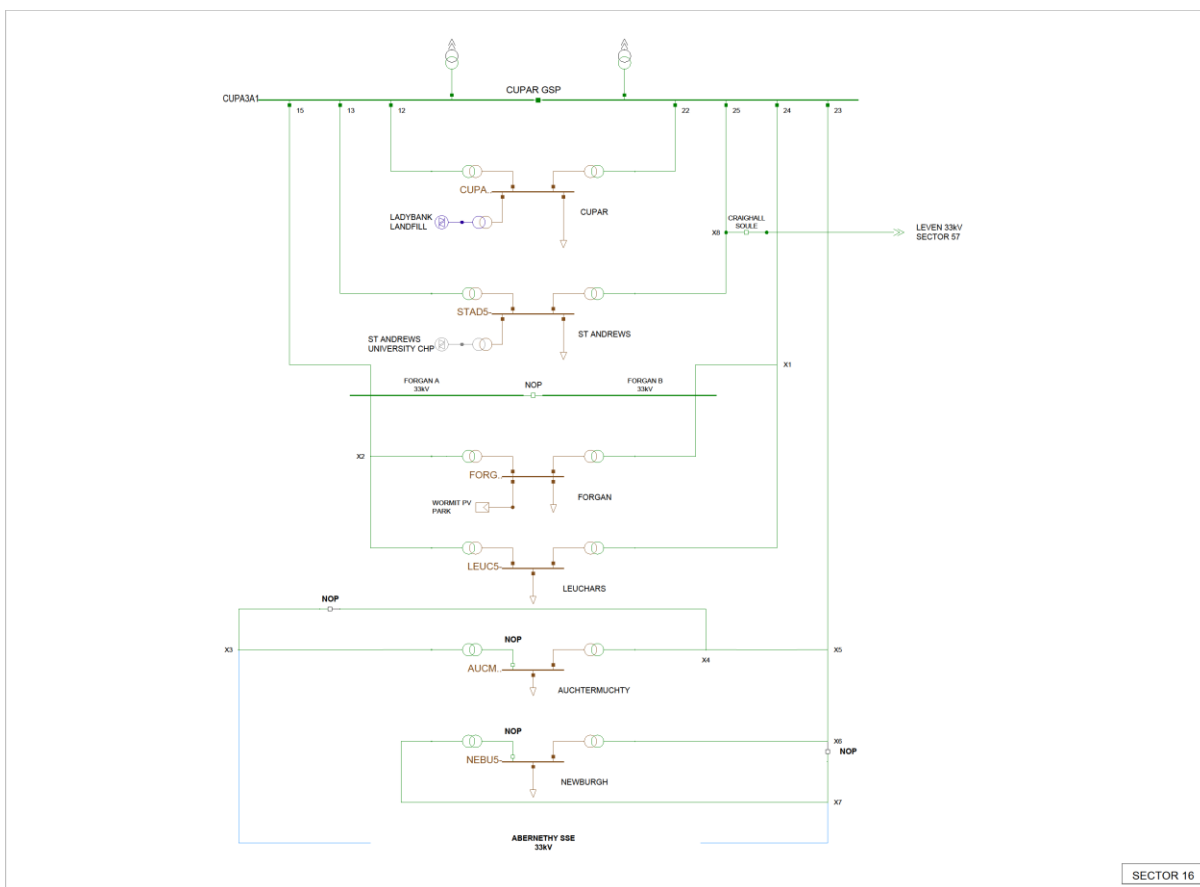 CUPAR GSP
CUPA3A1
15
13
12
22
25
24
23
CUPA..
LADYBANK
LANDFILL
CUPAR
CRAIGHALL
SOULE
X8
LEVEN 33kV
SECTOR 57
STAD5-
ST ANDREWS
ST ANDREWS
UNIVERSITY CHP
X1
FORGAN A
33kV
NOP
FORGAN B
33kV
X2
FORG..
WORMIT PV
PARK
FORGAN
LEUC5-
LEUCHARS
NOP
X3
NOP
X4
X5
AUCM..
AUCHTERMUCHTY
NOP
X6
NOP
NEBU5-
NEWBURGH
X7
ABERNETHY SSE
33kV
SECTOR 16